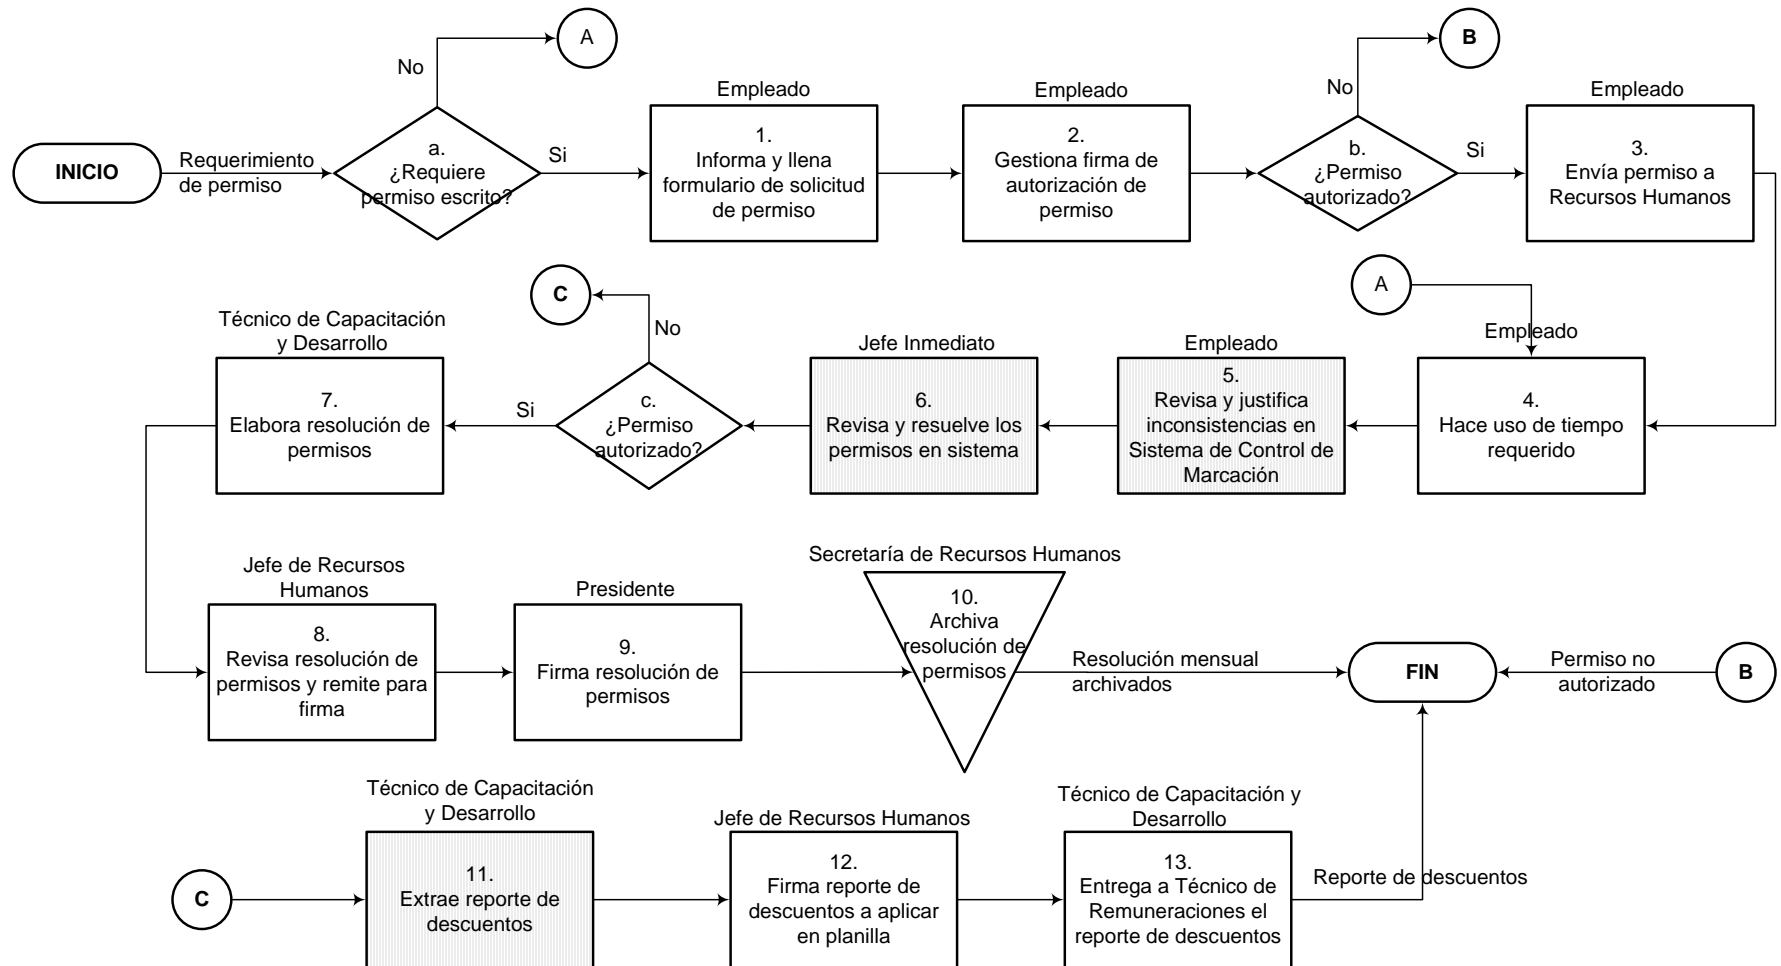 A
B
No
No
Empleado
Empleado
Empleado
INICIO
Requerimiento
de permiso
a.
¿Requiere
permiso escrito?
Si
1.
Informa y llena
formulario de solicitud
de permiso
2.
Gestiona firma de
autorización de
permiso
b.
¿Permiso
autorizado?
Si
3.
Envía permiso a
Recursos Humanos
C
No
A
Empleado
4.
Hace uso de tiempo
requerido
Empleado
5.
Revisa y justifica
inconsistencias en
Sistema de Control de
Marcación
Jefe Inmediato
6.
Revisa y resuelve los
permisos en sistema
c.
¿Permiso
autorizado?
Si
Técnico de Capacitación
y Desarrollo
7.
Elabora resolución de
permisos
Jefe de Recursos
Humanos
8.
Revisa resolución de
permisos y remite para
firma
Presidente
9.
Firma resolución de
permisos
Secretaría de Recursos Humanos
10.
Archiva
resolución de
permisos
Resolución mensual
archivados
FIN
Permiso no
autorizado
B
C
Técnico de Capacitación
y Desarrollo
11.
Extrae reporte de
descuentos
Jefe de Recursos Humanos
12.
Firma reporte de
descuentos a aplicar
en planilla
Técnico de Capacitación y
Desarrollo
13.
Entrega a Técnico de
Remuneraciones el
reporte de descuentos
Reporte de descuentos